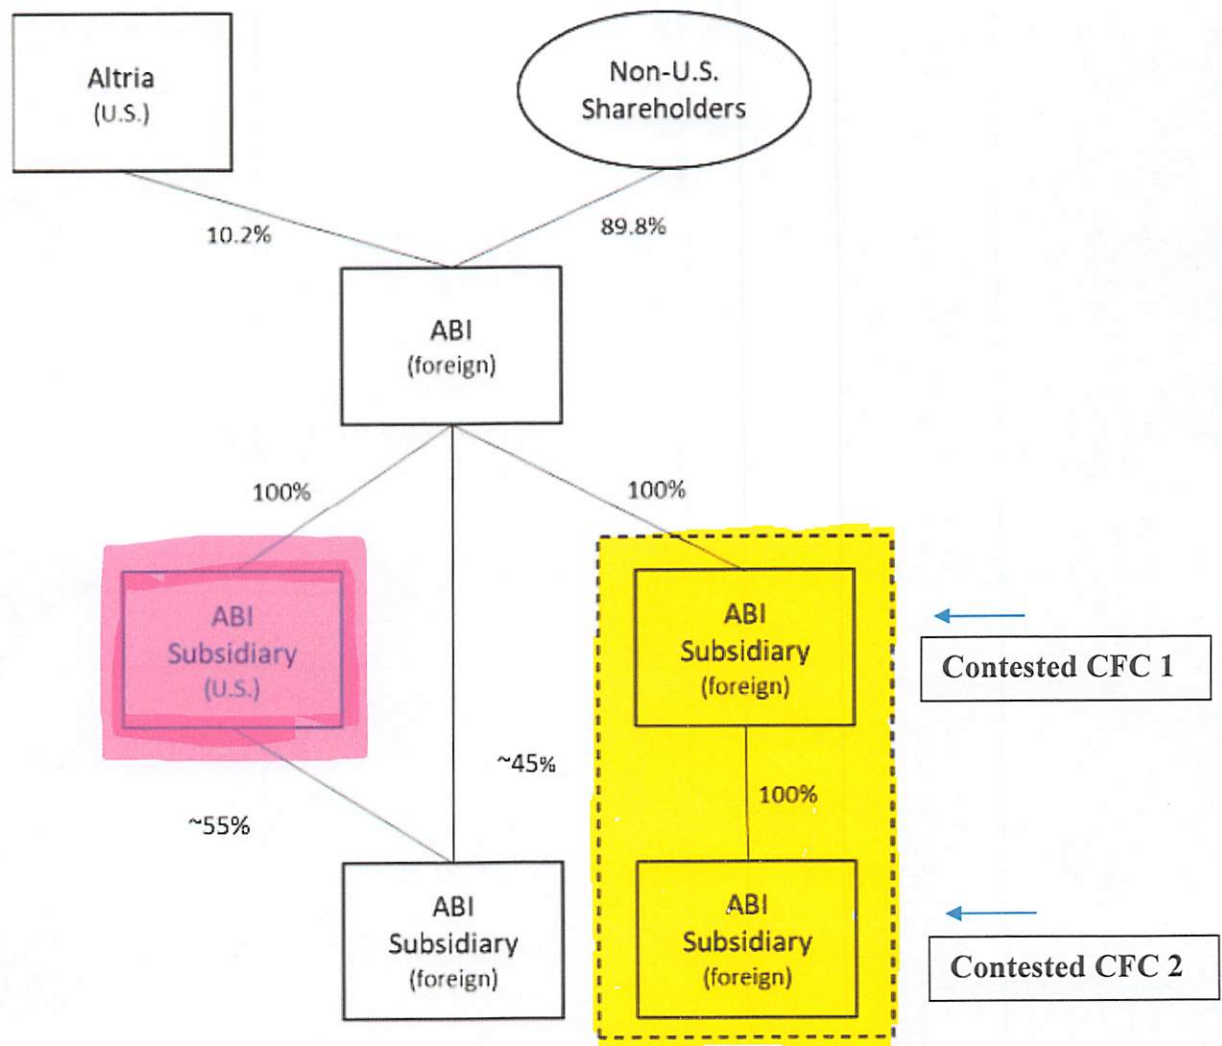 Altria
(U.S.)
Non-U.S.
Shareholders
10.2%
89.8%
ABI
(foreign)
100%
100%
ABI
Subsidiary
(U.S.)
ABI
Subsidiary
(foreign)
Contested CFC 1
~45%
~55%
100%
ABI
Subsidiary
(foreign)
ABI
Subsidiary
(foreign)
Contested CFC 2